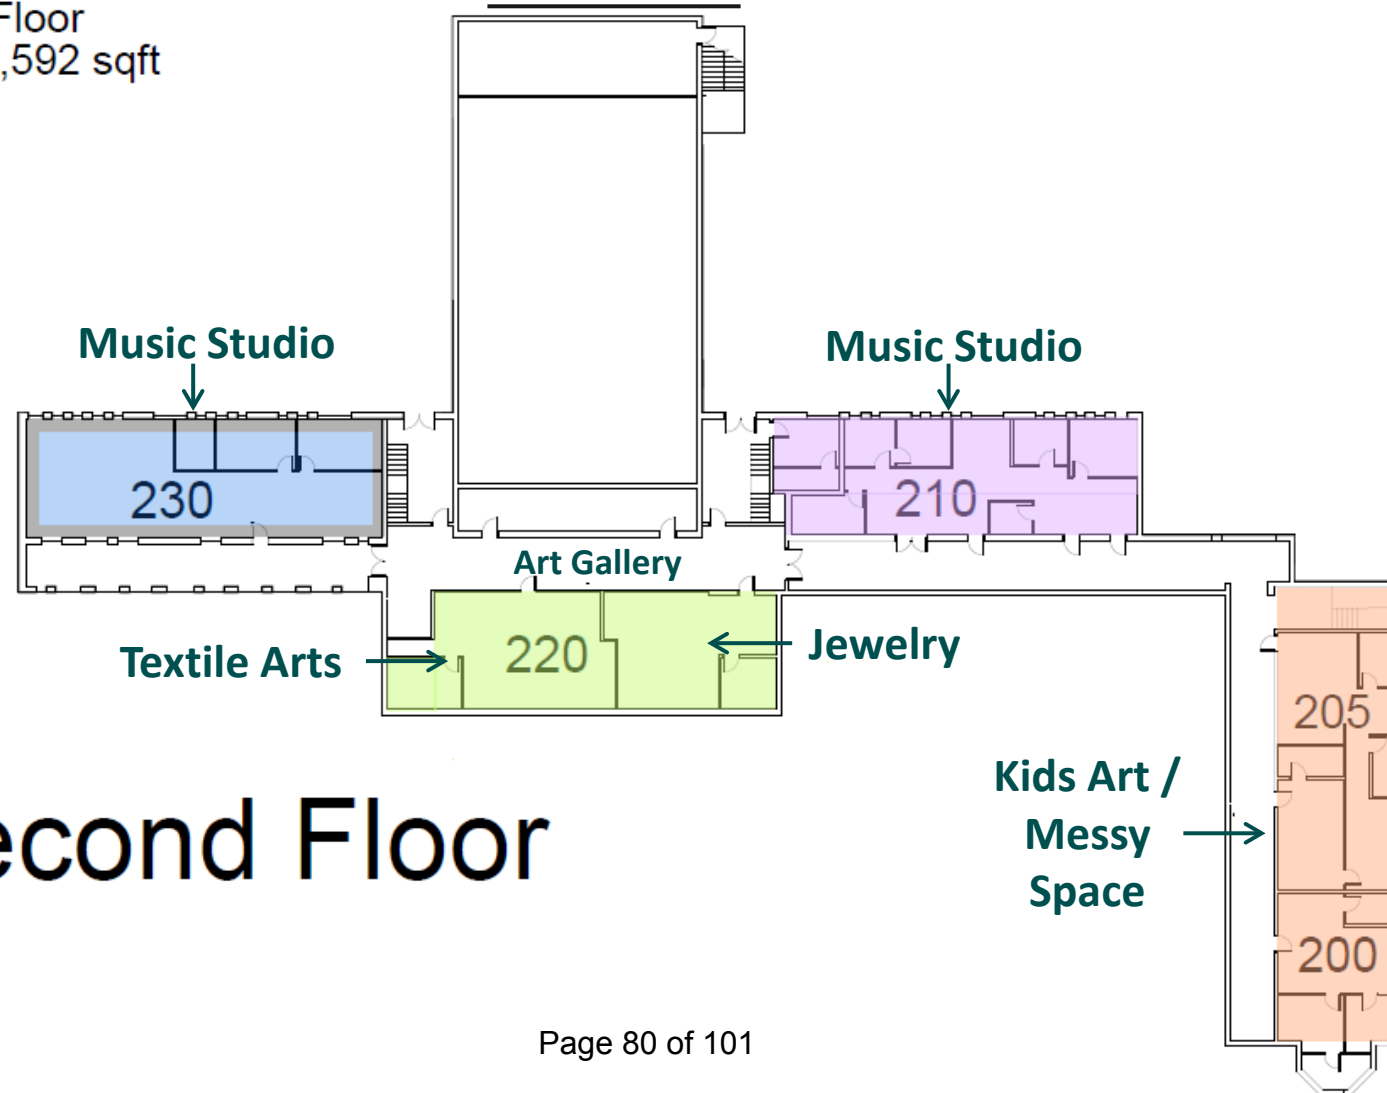 Floor
,592 sqft
Music Studio
Music Studio
230
210
Art Gallery
Textile Arts
220
Jewelry
205
Kids Art /
Messy
Space
200
econd Floor
Page 80 of 101